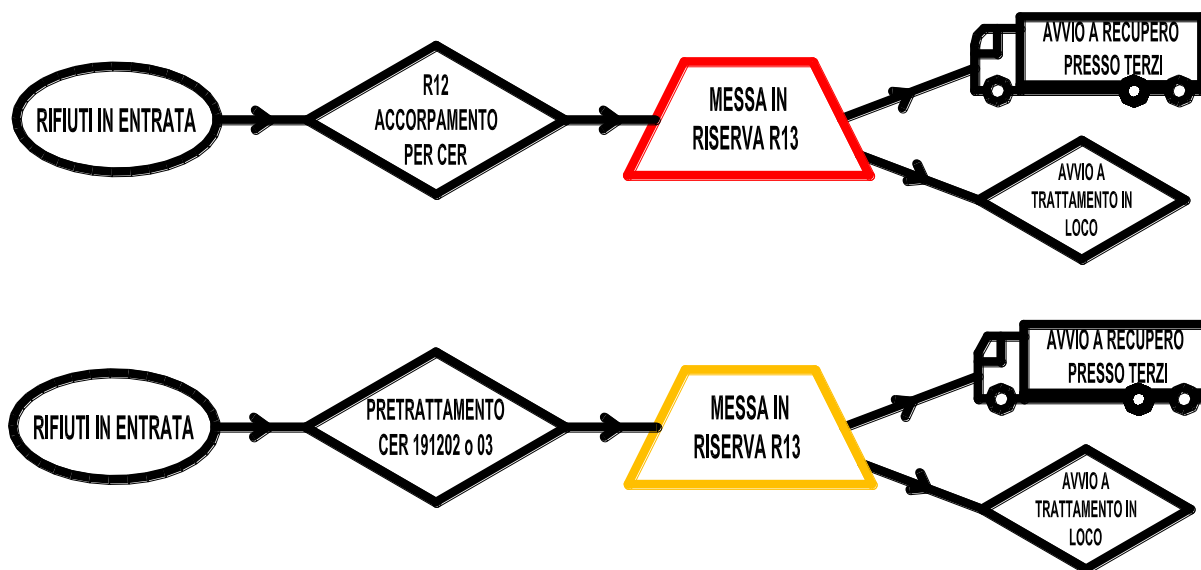 RIFIUTI IN ENTRATA
R12
ACCORPAMENTO
PER CER
MESSA IN
RISERVA R13
AVVIO A RECUPERO
PRESSO TERZI
AVVIO A
TRATTAMENTO IN
LOCO
RIFIUTI IN ENTRATA
PRETRATTAMENTO
CER 191202 o 03
MESSA IN
RISERVA R13
AVVIO A RECUPERO
PRESSO TERZI
AVVIO A
TRATTAMENTO IN
LOCO